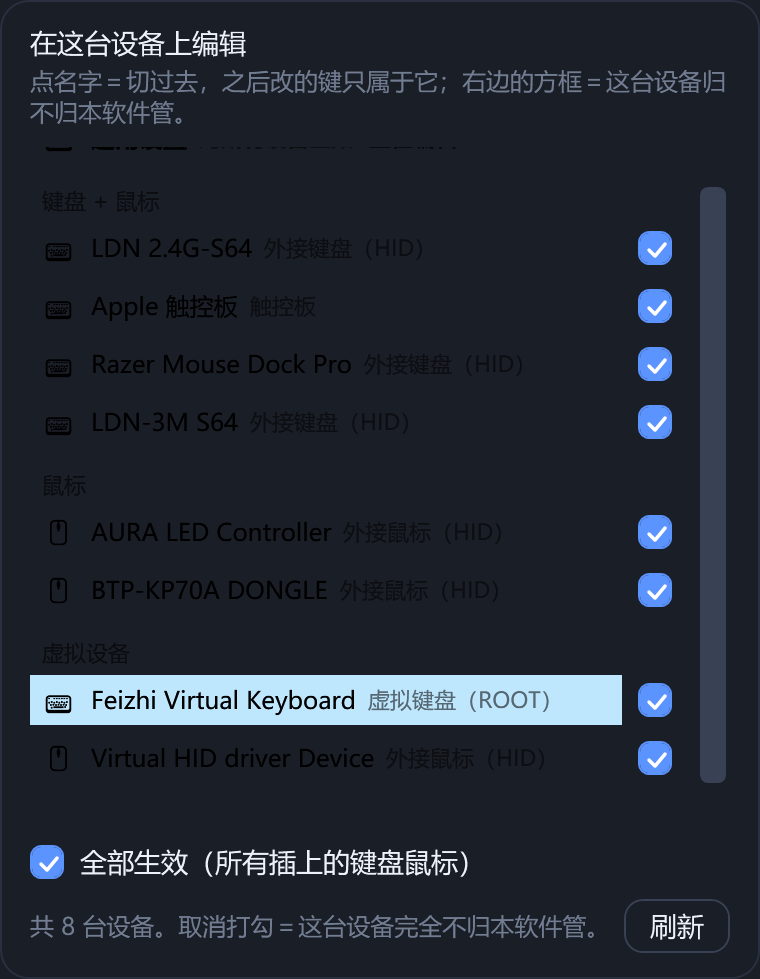 在这台设备上编辑
点名字＝切过去，之后改的键只属于它；右边的方框＝这台设备归
不归本软件管。
键盘 + 鼠标
LDN 2.4G-S64 外接键盘（HID）
Apple 触控板 触控板
Razer Mouse Dock Pro 外接键盘（HID）
LDN-3M S64 外接键盘（HID）
鼠标
AURA LED Controller 外接鼠标（HID）
BTP-KP70A DONGLE 外接鼠标（HID）
虚拟设备
Feizhi Virtual Keyboard 虚拟键盘（ROOT）
Virtual HID driver Device 外接鼠标（HID）
全部生效（所有插上的键盘鼠标）
共 8 台设备。取消打勾＝这台设备完全不归本软件管。
刷新